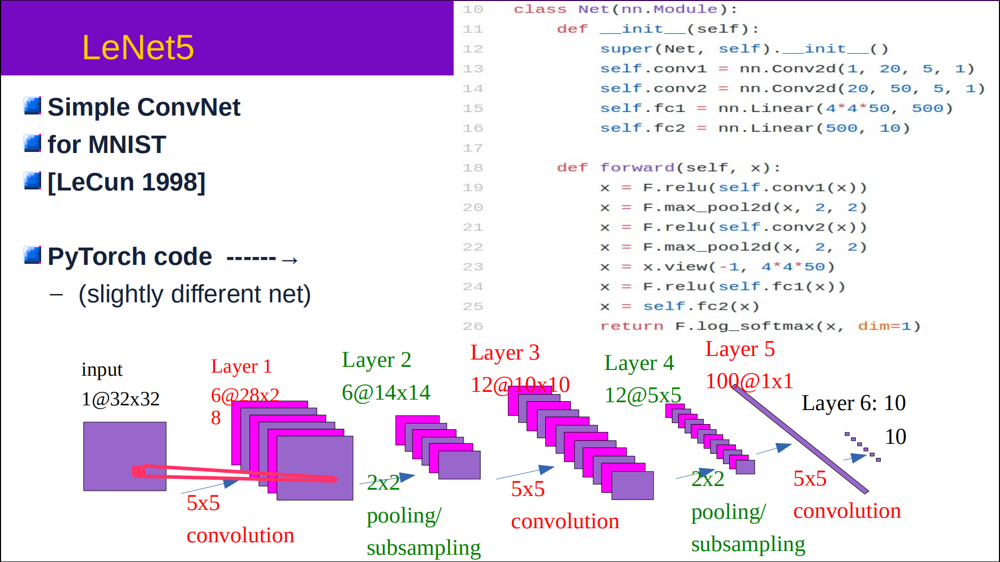 LeNet5
Simple ConvNet
for MNIST
[LeCun 1998]
PyTorch code ------→
– (slightly different net)
10 class Net(nn.Module):
11 def __init__(self):
12 super(Net, self).__init__()
13 self.conv1 = nn.Conv2d(1, 20, 5, 1)
14 self.conv2 = nn.Conv2d(20, 50, 5, 1)
15 self.fc1 = nn.Linear(4*4*50, 500)
16 self.fc2 = nn.Linear(500, 10)
17
18 def forward(self, x):
19 x = F.relu(self.conv1(x))
20 x = F.max_pool2d(x, 2, 2)
21 x = F.relu(self.conv2(x))
22 x = F.max_pool2d(x, 2, 2)
23 x = x.view(-1, 4*4*50)
24 x = F.relu(self.fc1(x))
25 x = self.fc2(x)
26 return F.log_softmax(x, dim=1)
input
1@32x32
Layer 1
6@28x2
8
Layer 2
6@14x14
Layer 3
12@10x10
Layer 4
12@5x5
Layer 5
100@1x1
Layer 6: 10
10
5x5
convolution
2x2
pooling/
subsampling
5x5
convolution
2x2
pooling/
subsampling
5x5
convolution